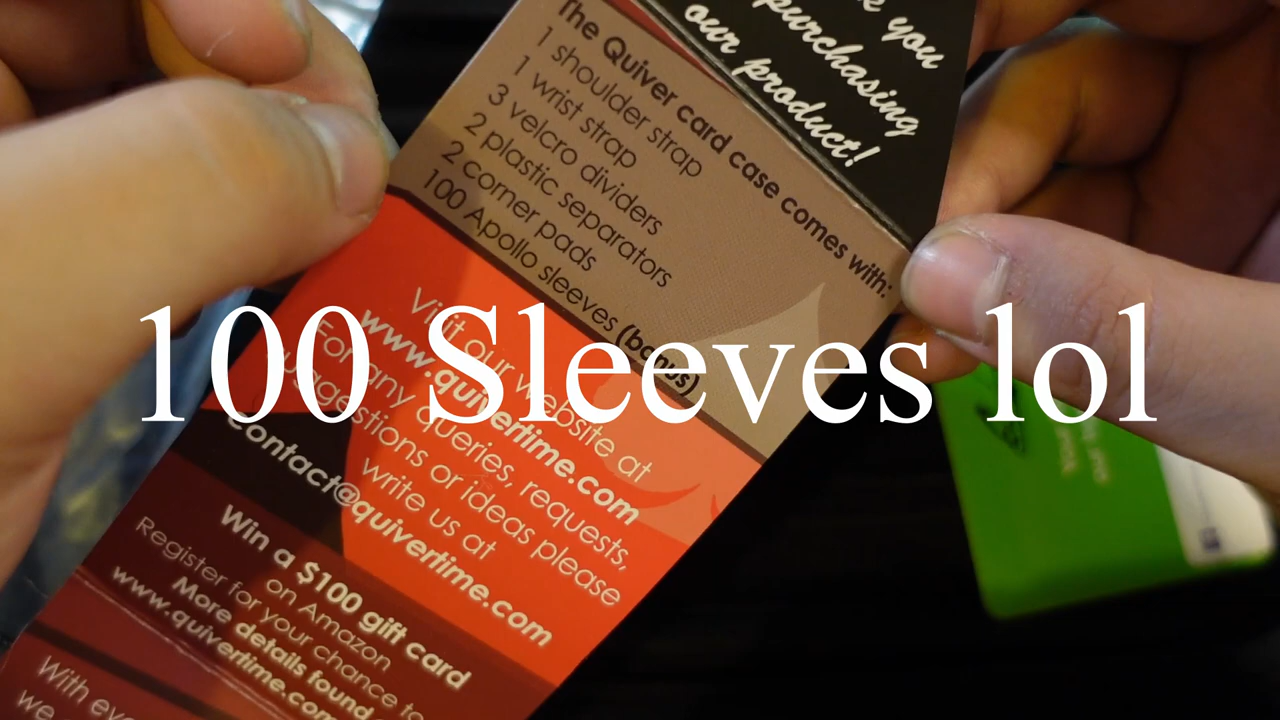 k you
purchasing
our product!
The Quiver card case comes with:
1 shoulder strap
1 wrist strap
3 velcro dividers
2 plastic separators
2 corner pads
100 Apollo sleeves (bonus)
100 Sleeves lol
Visit our website at
www.quivertime.com
For any queries, requests,
suggestions or ideas please
write us at
Contact@quivertime.com
Win a $100 gift card
on Amazon
Register for your chance to
More details found
www.quivertime.com
With eve
we